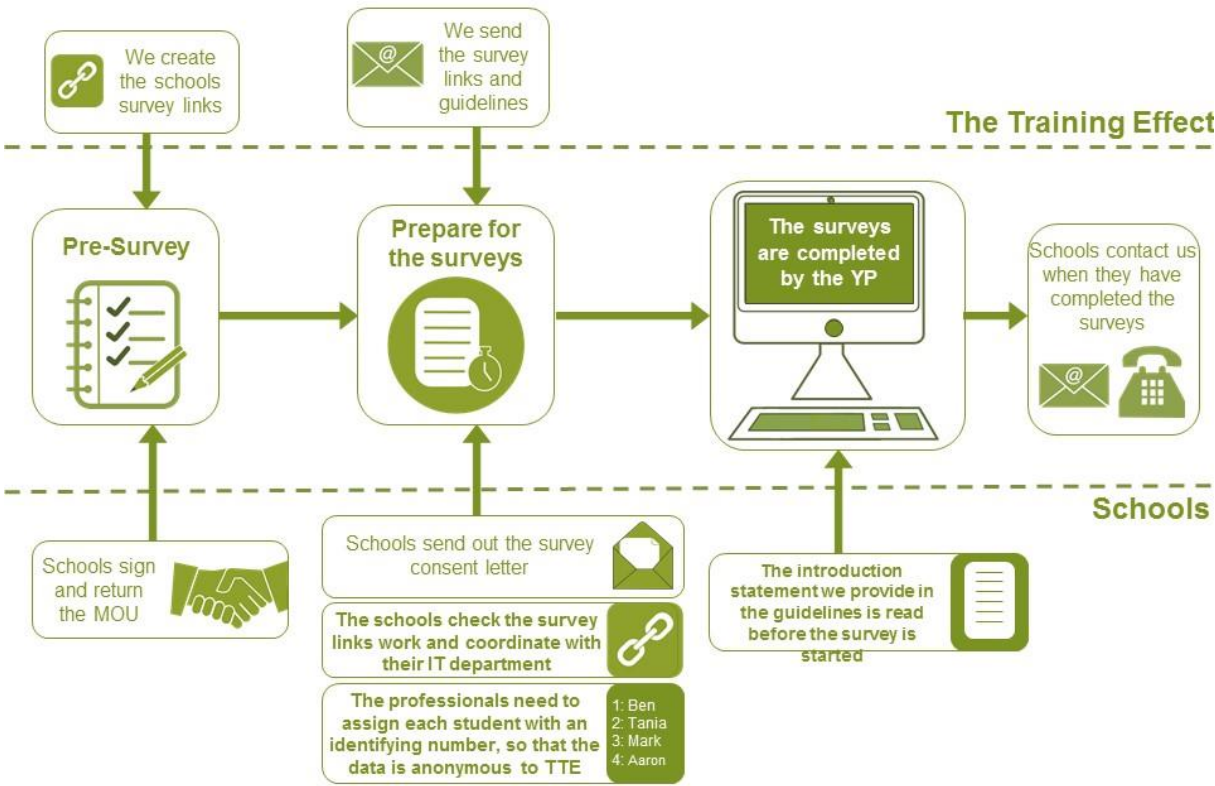 We create
the schools
survey links
@
We send
the survey
links and
guidelines
The Training Effect
Pre-Survey
Prepare for
the surveys
The surveys
are completed
by the YP
Schools contact us
when they have
completed the
surveys
@
Schools
Schools sign
and return
the MOU
Schools send out the survey
consent letter
The schools check the survey
links work and coordinate with
their IT department
The professionals need to
assign each student with an
identifying number, so that the
data is anonymous to TTE
1: Ben
2: Tania
3: Mark
4: Aaron
The introduction
statement we provide
in the guidelines is read
before the survey is
started